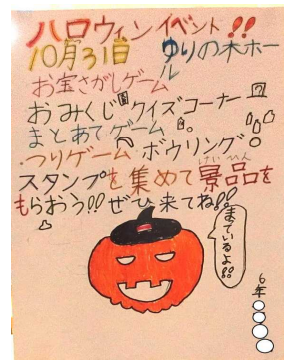 ハロウィンイベント!!
10月31日 ゆりの木ホール
お宝さがしゲーム
おみくじ クイズコーナー
まとあてゲーム
つりゲーム ボウリング
スタンプを集めて景品を
けいひん
もらおう!! ぜひ来てね!!
まっているよ!!
6年